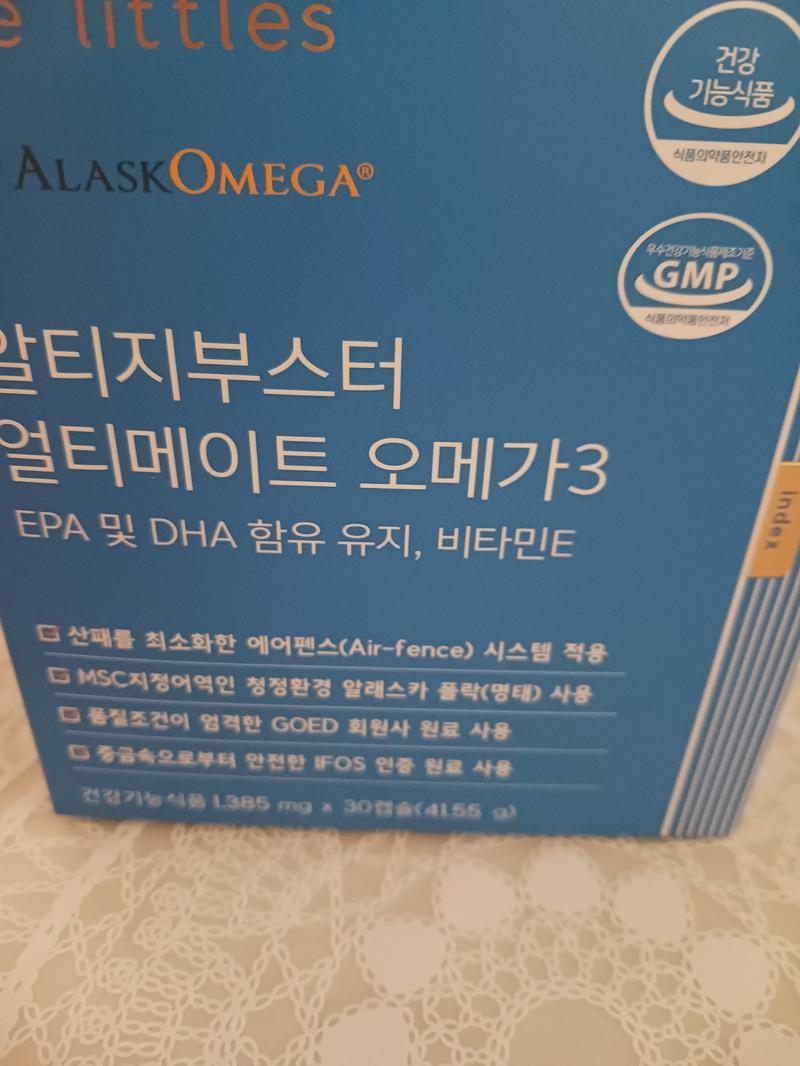 e littles
건강
기능식품
식품의약품안전처
ALASKOMEGA®
우수건강기능식품제조기준
GMP
식품의약품안전처
알티지부스터
얼티메이트 오메가3
EPA 및 DHA 함유 유지, 비타민E
index
산패를 최소화한 에어펜스(Air-fence) 시스템 적용
MSC지정어역인 청정환경 알래스카 폴락(명태) 사용
품질조건이 엄격한 GOED 회원사 원료 사용
중금속으로부터 안전한 IFOS 인증 원료 사용
건강기능식품 1,385 mg x 30캡슐(41.55 g)